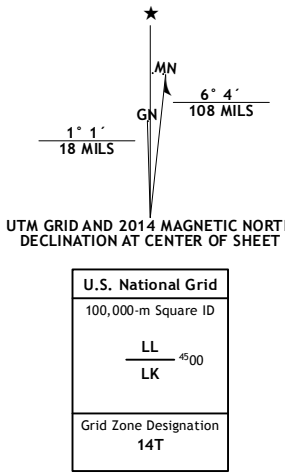 ★
MN
GN
6° 4´
108 MILS
1° 1´
18 MILS
UTM GRID AND 2014 MAGNETIC NORTH
DECLINATION AT CENTER OF SHEET
U.S. National Grid
100,000-m Square ID
LL
4500
LK
Grid Zone Designation
14T